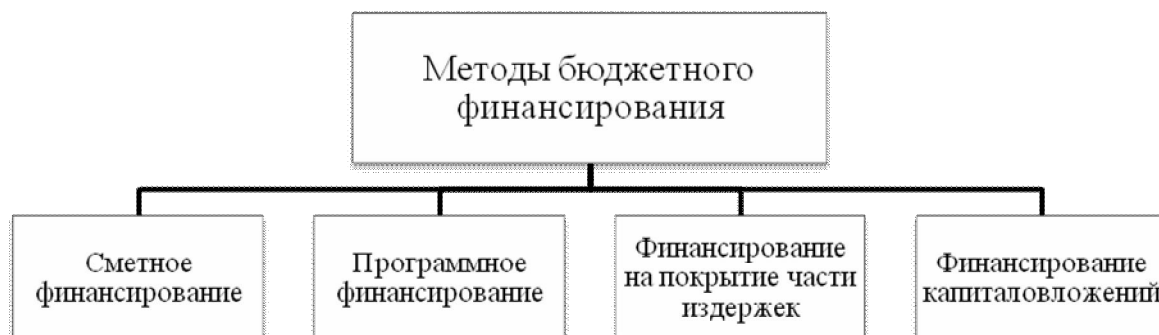 Методы бюджетного
финансирования
Сметное
финансирование
Программное
финансирование
Финансирование
на покрытие части
издержек
Финансирование
капиталовложений